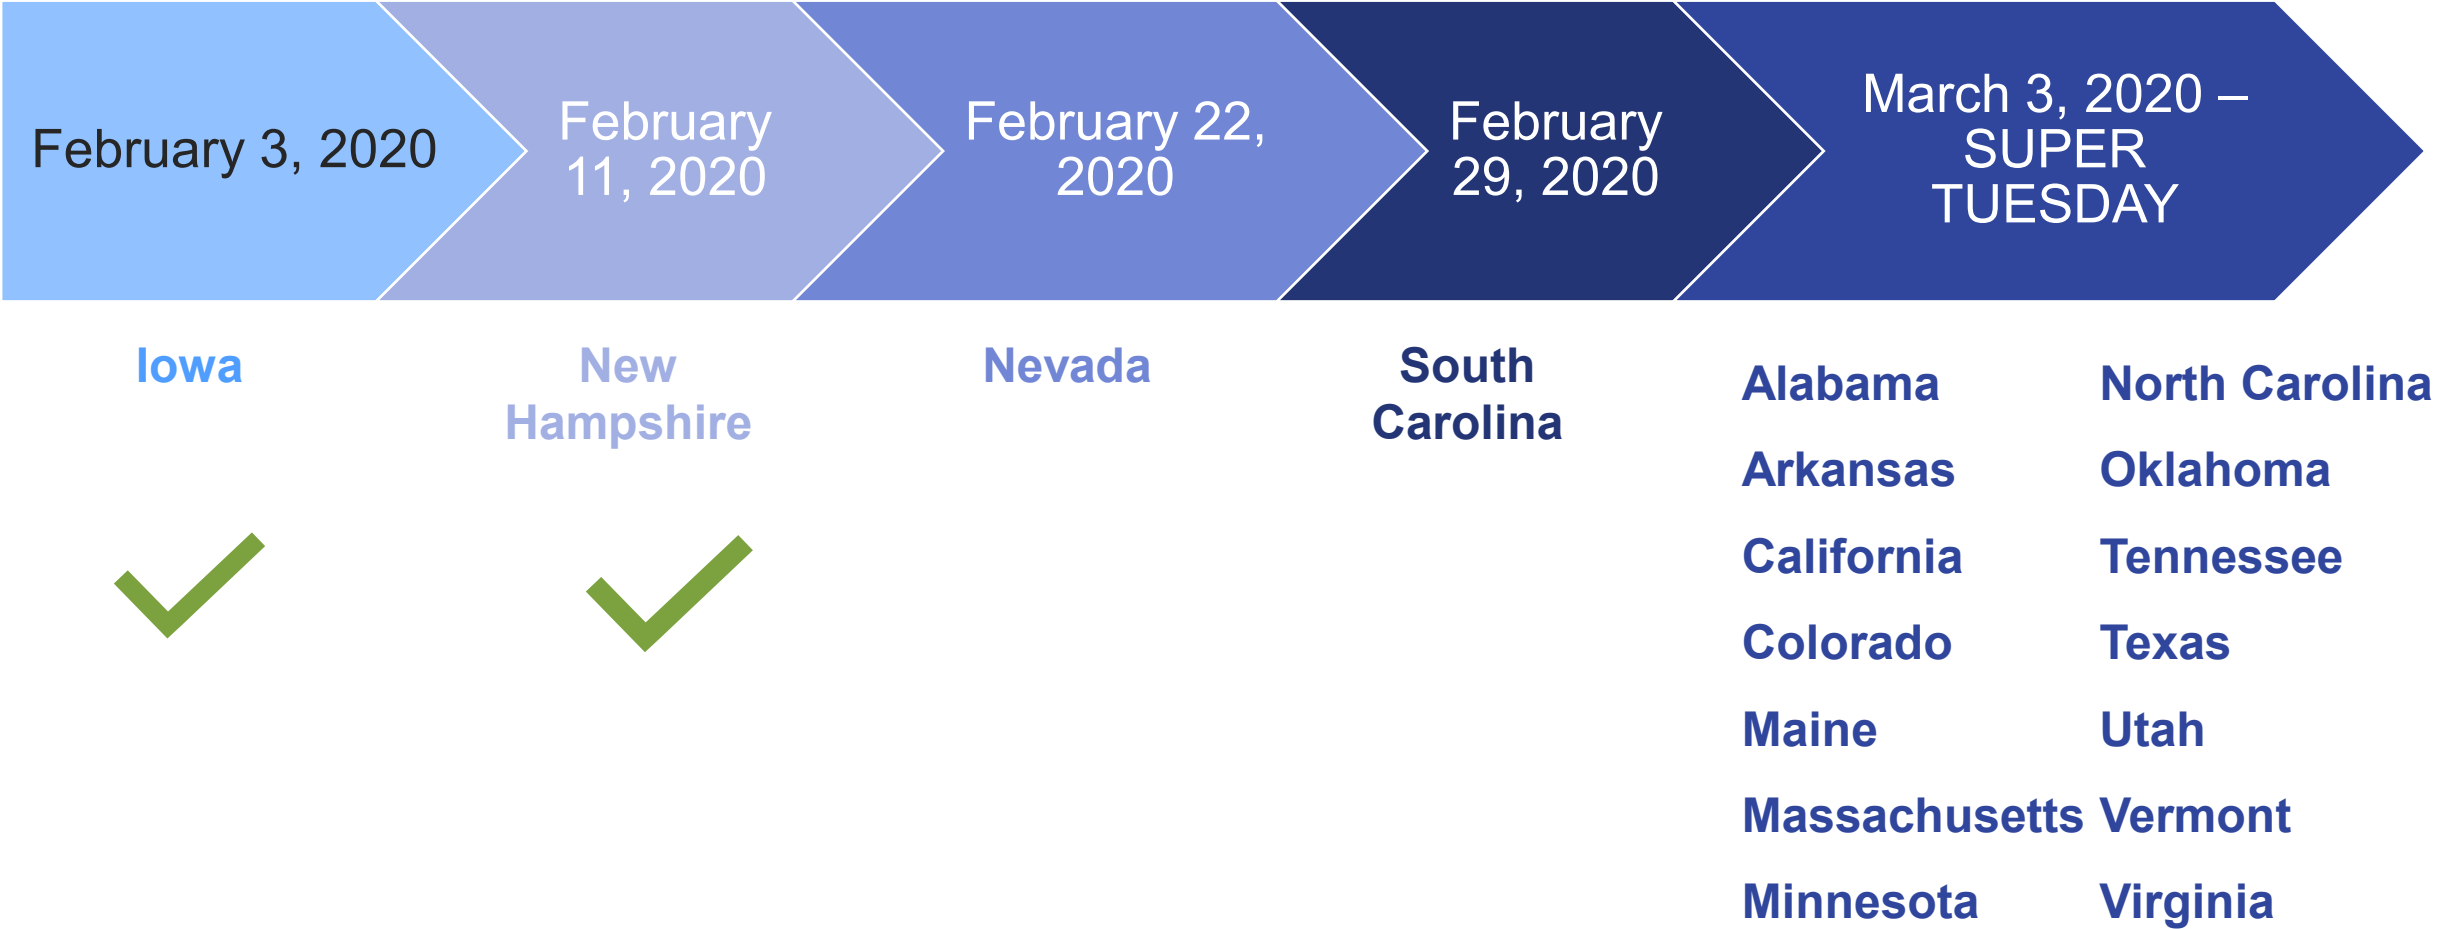 February 3, 2020
February
11, 2020
February 22,
2020
February
29, 2020
March 3, 2020 –
SUPER
TUESDAY
Iowa
New
Hampshire
Nevada
South
Carolina
Alabama
Arkansas
California
Colorado
Maine
Massachusetts
Minnesota
North Carolina
Oklahoma
Tennessee
Texas
Utah
Vermont
Virginia